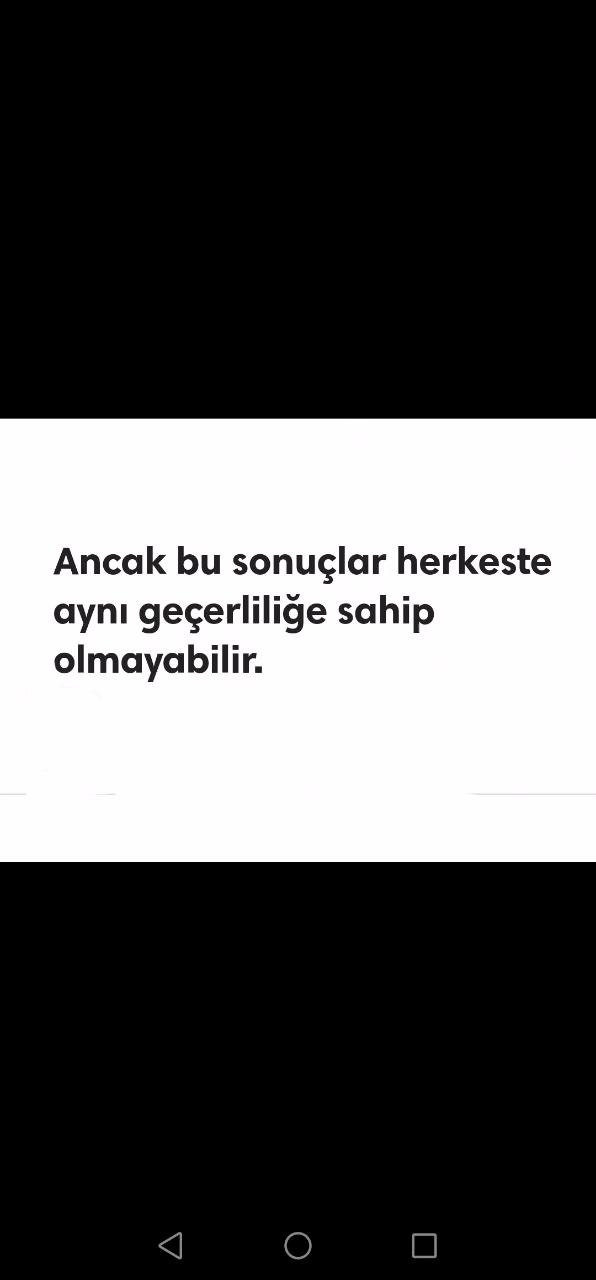 Ancak bu sonuçlar herkeste
aynı geçerliliğe sahip
olmayabilir.